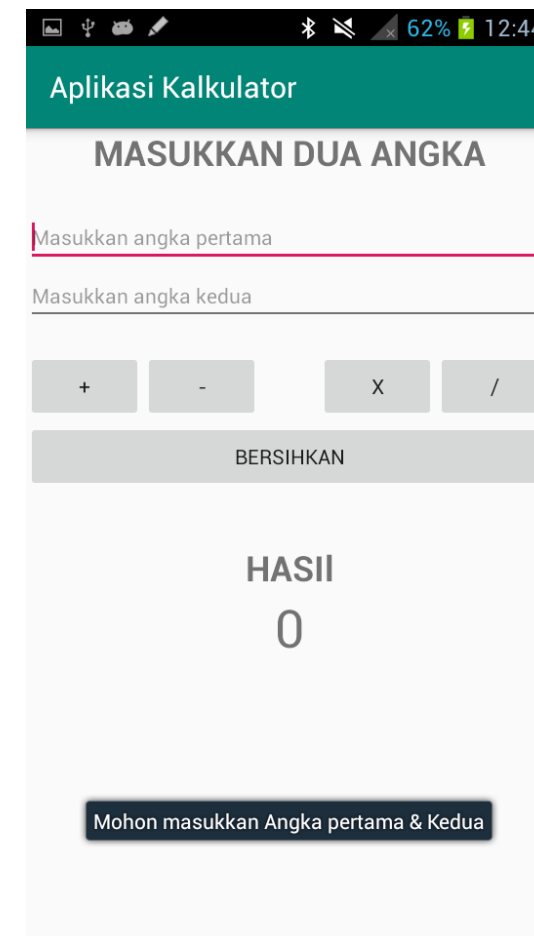 62% 12:44
Aplikasi Kalkulator
MASUKKAN DUA ANGKA
Masukkan angka pertama
Masukkan angka kedua
+ - X /
BERSIHKAN
HASIl
0
Mohon masukkan Angka pertama & Kedua